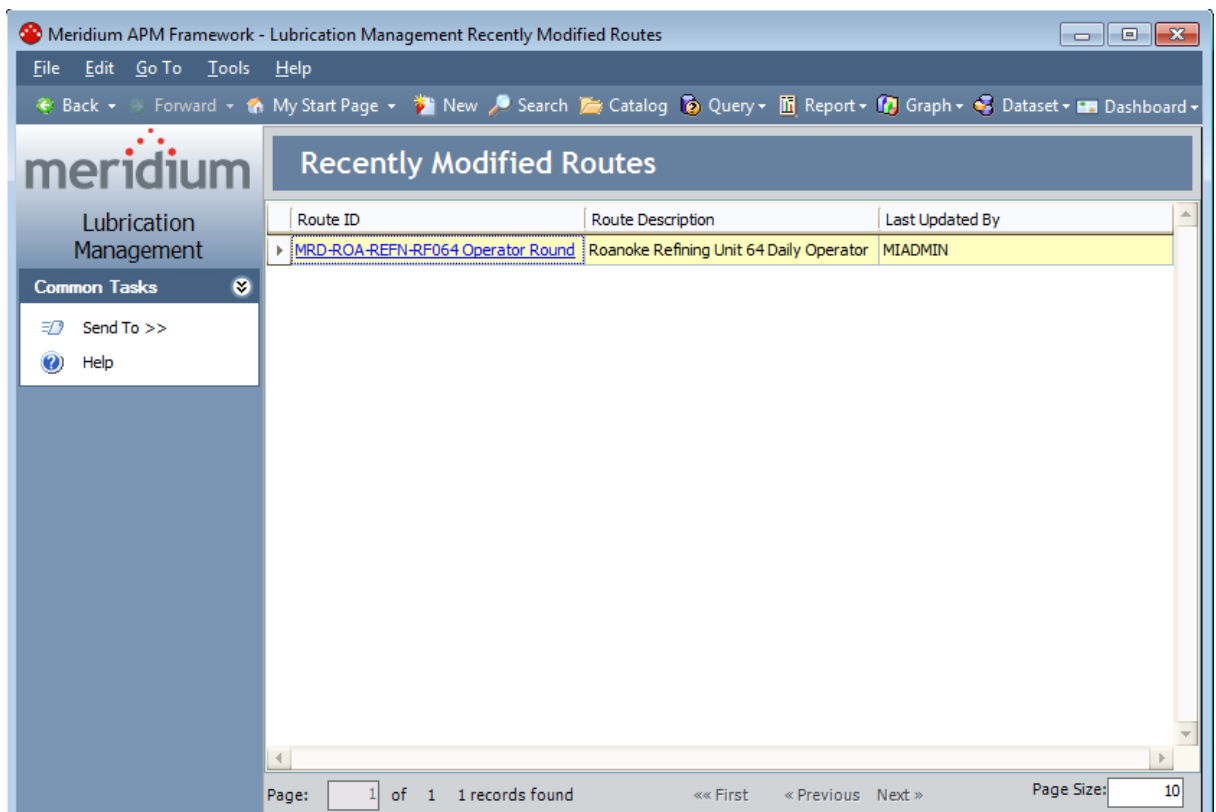 Meridium APM Framework - Lubrication Management Recently Modified Routes
File Edit Go To Tools Help
Back Forward My Start Page New Search Catalog Query Report Graph Dataset Dashboard
meridium
Recently Modified Routes
Lubrication
Management
Common Tasks
Send To >>
Help
Route ID Route Description Last Updated By
MRD-ROA-REFN-RF064 Operator Round Roanoke Refining Unit 64 Daily Operator MIADMIN
Page: 1 of 1 1 records found «« First « Previous Next » Page Size: 10